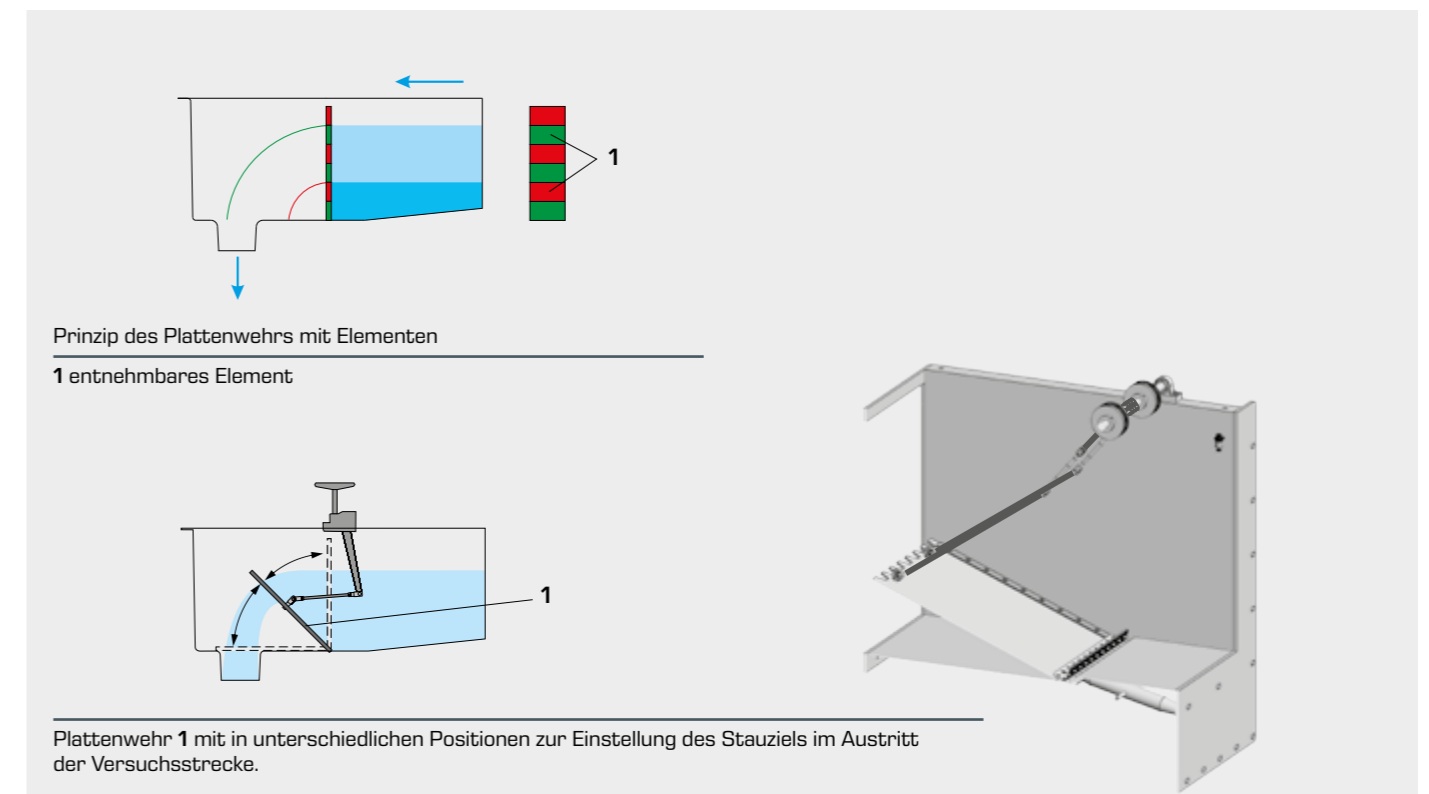 1
Prinzip des Plattenwehrs mit Elementen
1 entnehmbares Element
1
Plattenwehr 1 mit in unterschiedlichen Positionen zur Einstellung des Stauziels im Austritt
der Versuchsstrecke.